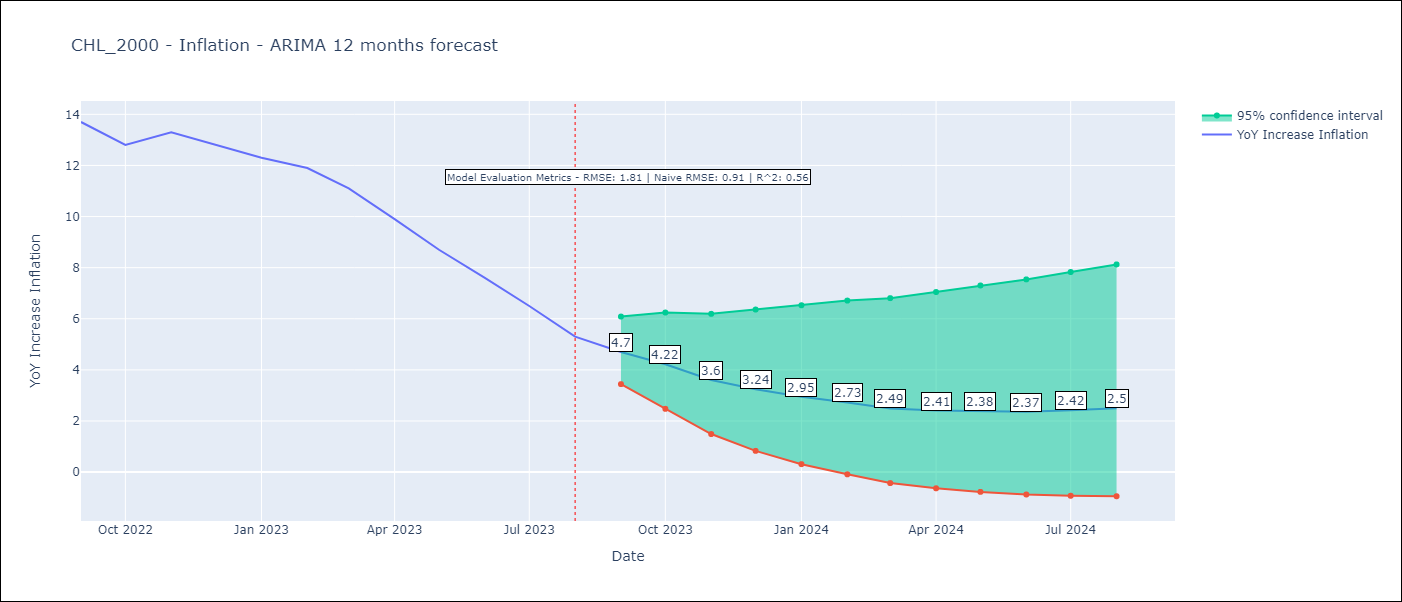 CHL_2000 - Inflation - ARIMA 12 months forecast
95% confidence interval
YoY Increase Inflation
Model Evaluation Metrics - RMSE: 1.81 | Naive RMSE: 0.91 | R^2: 0.56
YoY Increase Inflation
14
12
10
8
6
4
2
0
4.7
4.22
3.6
3.24
2.95
2.73
2.49
2.41
2.38
2.37
2.42
2.5
Oct 2022
Jan 2023
Apr 2023
Jul 2023
Oct 2023
Jan 2024
Apr 2024
Jul 2024
Date